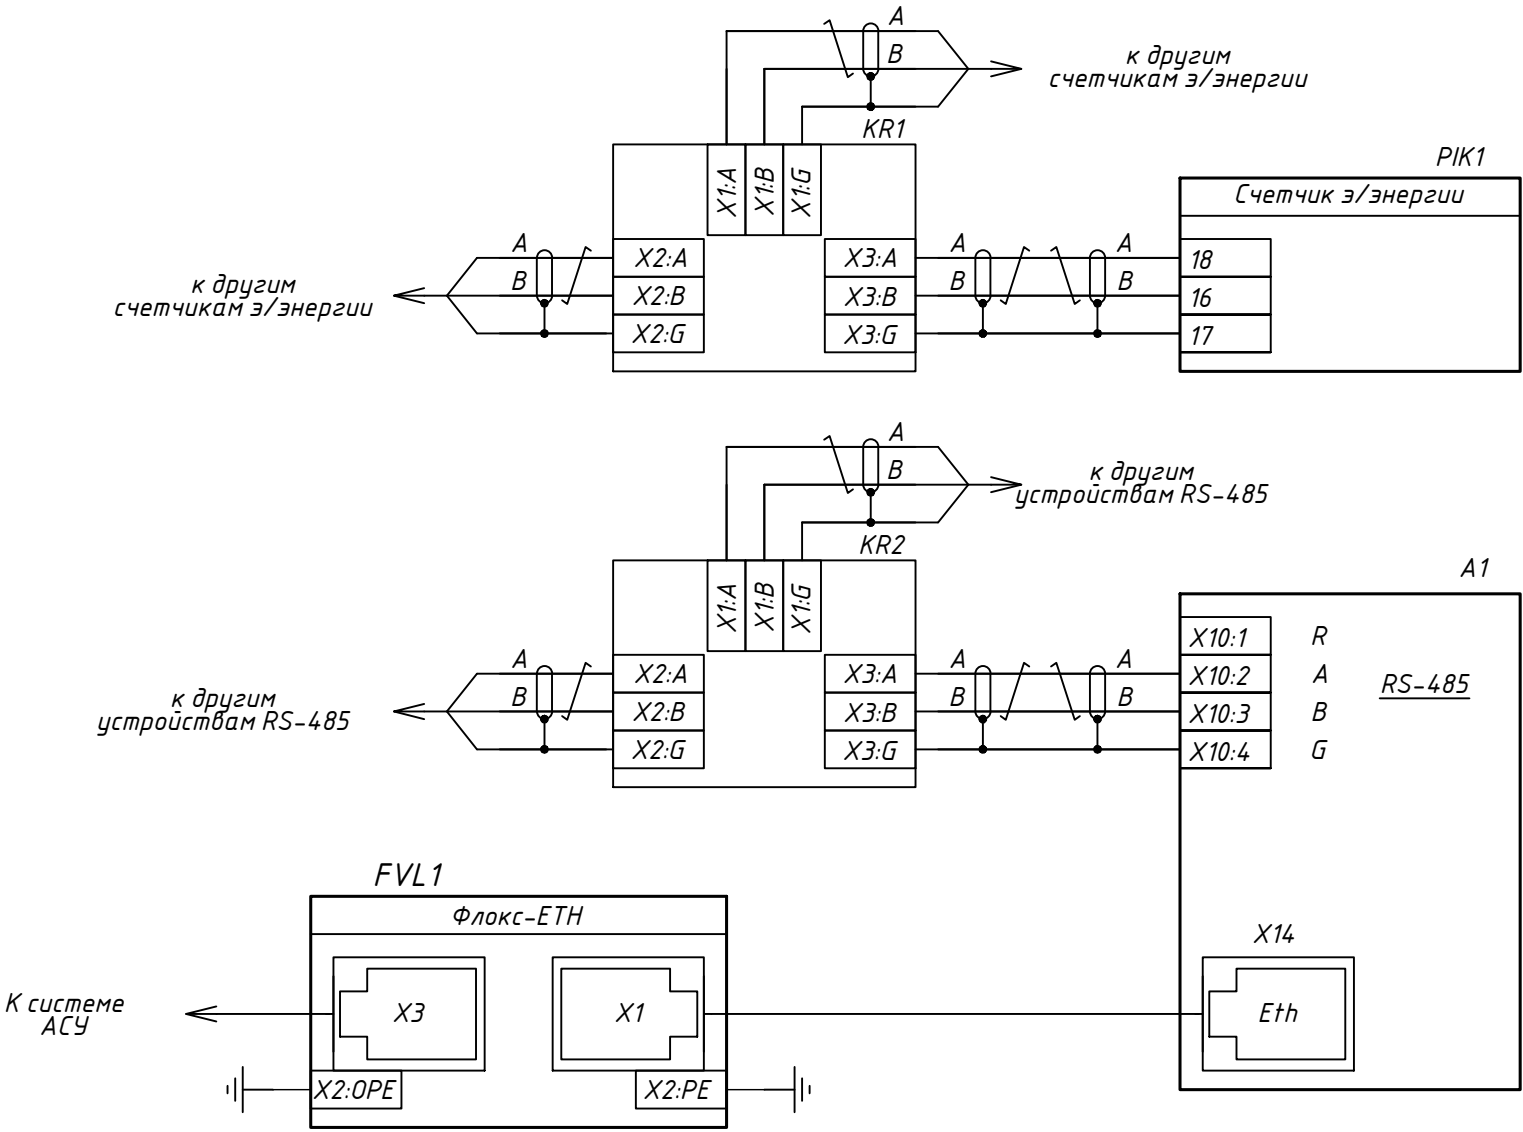 A
B
к другим
счетчикам э/энергии
KR1
X1:A
X1:B
X1:G
PIK1
Счетчик э/энергии
A
B
X2:A
X2:B
X2:G
к другим
счетчикам э/энергии
X3:A
X3:B
X3:G
A
B
A
B
18
16
17
A
B
к другим
устройствам RS-485
KR2
X1:A
X1:B
X1:G
A1
A
B
X2:A
X2:B
X2:G
к другим
устройствам RS-485
X3:A
X3:B
X3:G
A
B
A
B
X10:1 R
X10:2 A
X10:3 B
X10:4 G
RS-485
FVL1
Флокс-ETH
X3
X1
X14
Eth
К системе
АСУ
X2:OPE
X2:PE